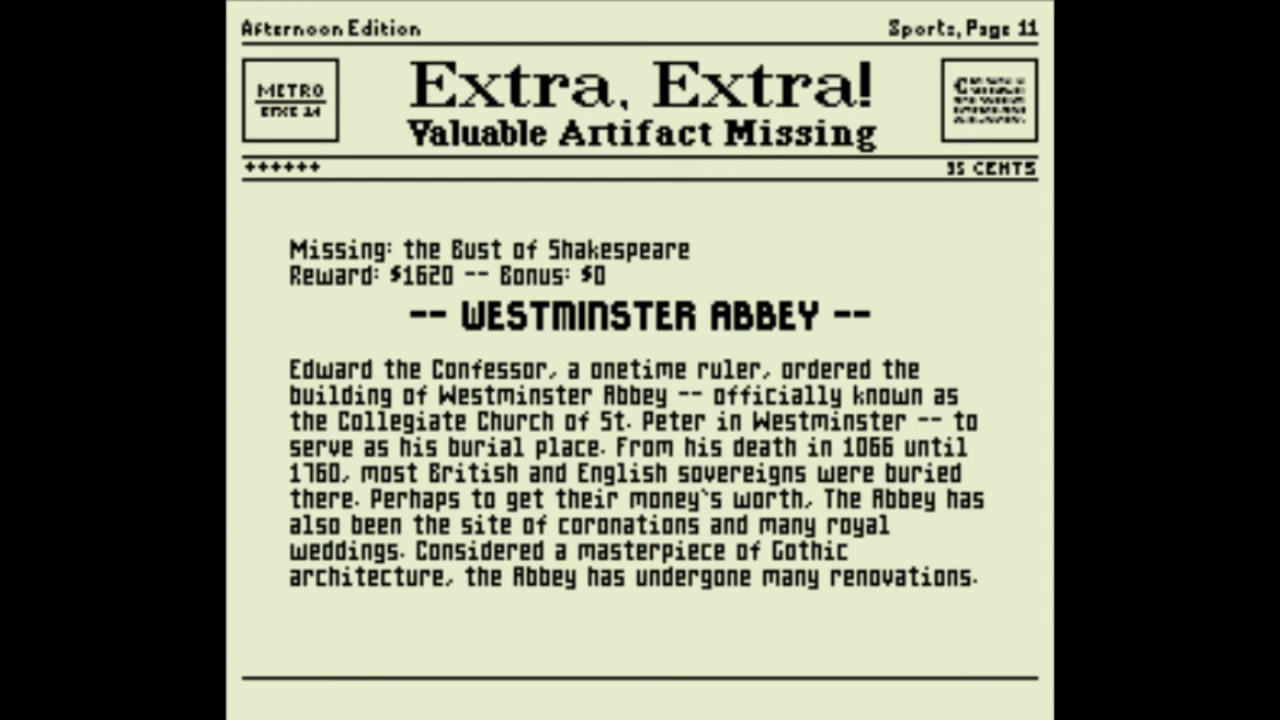 Afternoon Edition
Sports, Page 11
METRO
Extra, Extra!
Valuable Artifact Missing
++++++
35 CENTS
Missing: the Bust of Shakespeare
Reward: $1620 -- Bonus: $0
-- WESTMINSTER ABBEY --
Edward the Confessor, a onetime ruler, ordered the
building of Westminster Abbey -- officially known as
the Collegiate Church of St. Peter in Westminster -- to
serve as his burial place. From his death in 1066 until
1760, most British and English sovereigns were buried
there. Perhaps to get their money's worth, The Abbey has
also been the site of coronations and many royal
weddings. Considered a masterpiece of Gothic
architecture, the Abbey has undergone many renovations.